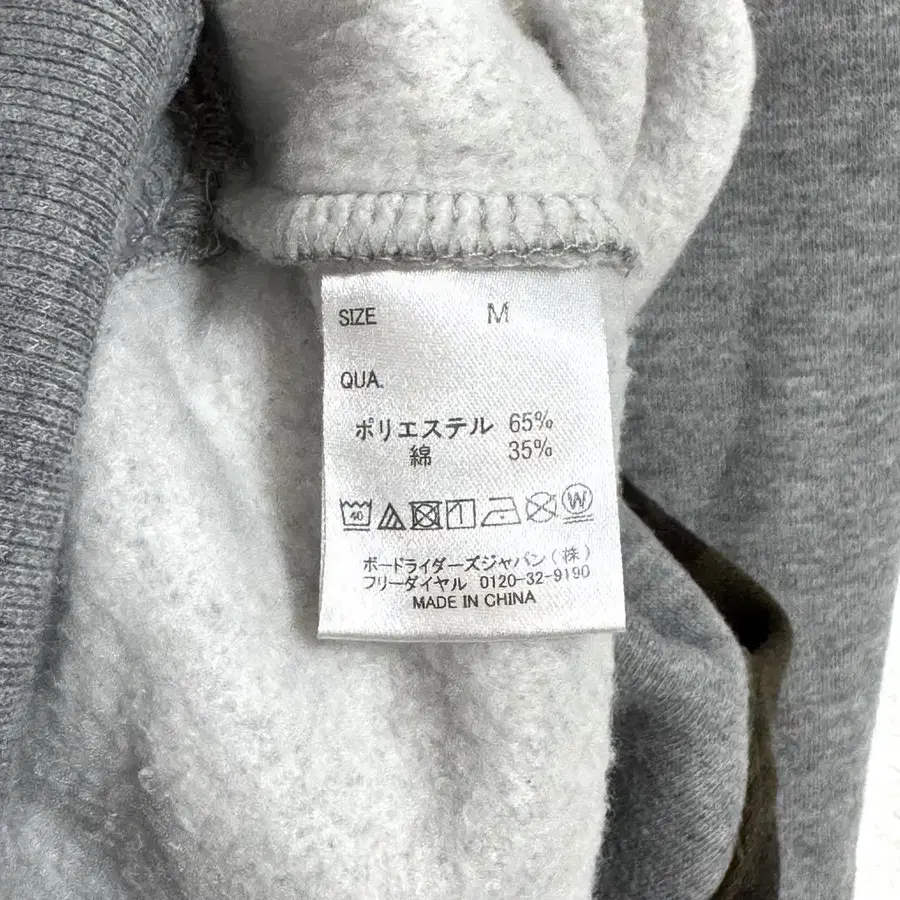 SIZE M
QUA.
ポリエステル 65%
綿 35%
40 W
ボードライダーズジャパン(株)
フリーダイヤル 0120-32-9190
MADE IN CHINA